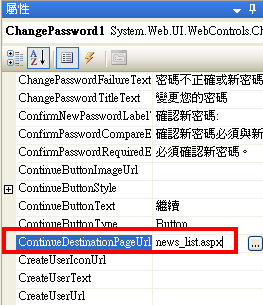 屬性
ChangePassword1 System.Web.UI.WebControls.Ch
ChangePasswordFailureText 密碼不正確或新密碼
ChangePasswordTitleText 變更您的密碼
ConfirmNewPasswordLabelT 確認新密碼:
ConfirmPasswordCompareE 確認新密碼必須與新
ConfirmPasswordRequiredE 必須確認新密碼。
ContinueButtonImageUrl
ContinueButtonStyle
ContinueButtonText 繼續
ContinueButtonType Button
ContinueDestinationPageUrl news_list.aspx
CreateUserIconUrl
CreateUserText
CreateUserUrl